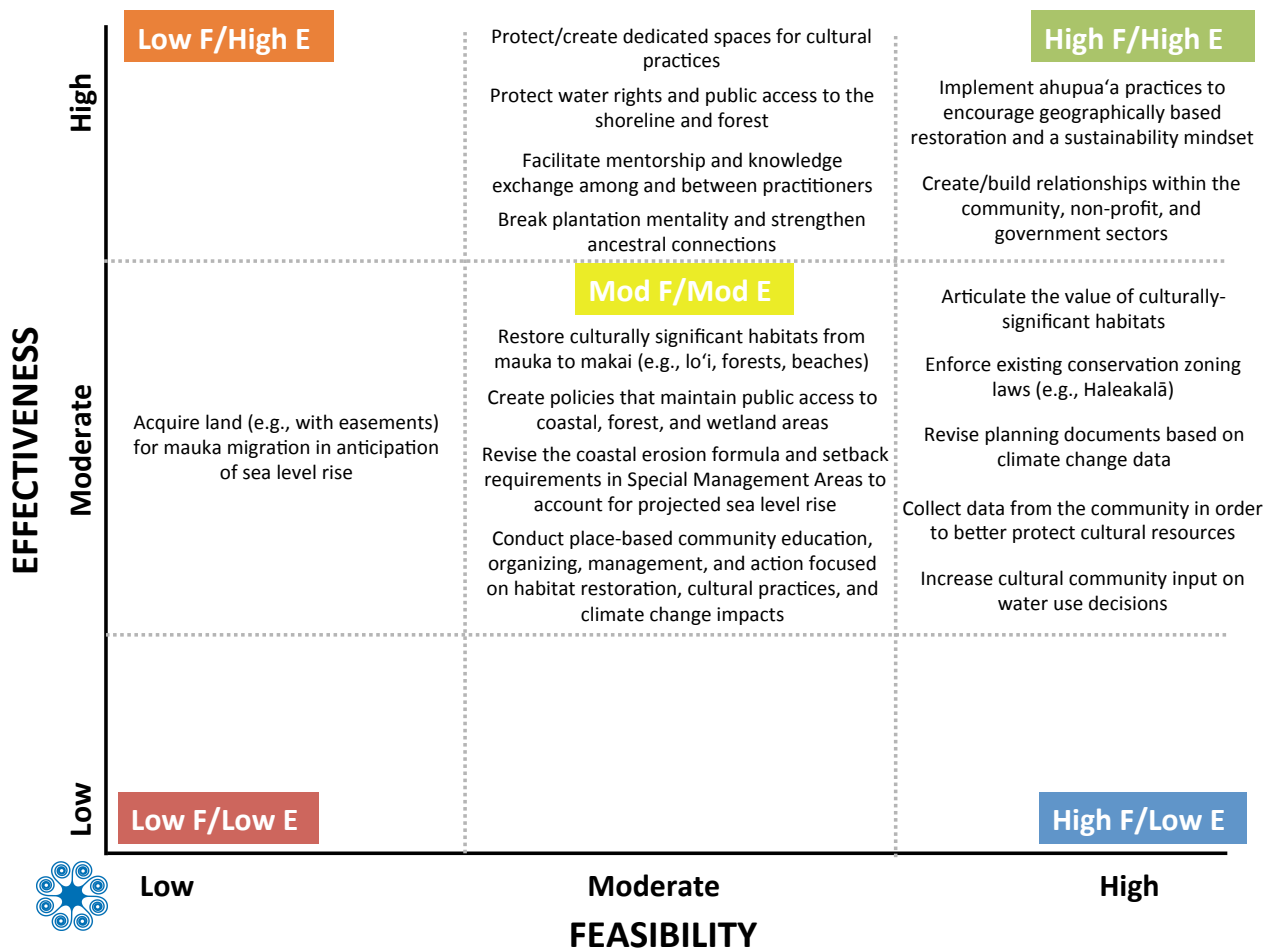 Low F/High E
Protect/create dedicated spaces for cultural
practices
Protect water rights and public access to the
shoreline and forest
Facilitate mentorship and knowledge
exchange among and between practitioners
Break plantation mentality and strengthen
ancestral connections
High F/High E
Implement ahupuaʻa practices to
encourage geographically based
restoration and a sustainability mindset
Create/build relationships within the
community, non-profit, and
government sectors
High
EFFECTIVENESS
Moderate
Acquire land (e.g., with easements)
for mauka migration in anticipation
of sea level rise
Mod F/Mod E
Restore culturally significant habitats from
mauka to makai (e.g., loʻi, forests, beaches)
Create policies that maintain public access to
coastal, forest, and wetland areas
Revise the coastal erosion formula and setback
requirements in Special Management Areas to
account for projected sea level rise
Conduct place-based community education,
organizing, management, and action focused
on habitat restoration, cultural practices, and
climate change impacts
Articulate the value of culturally-
significant habitats
Enforce existing conservation zoning
laws (e.g., Haleakalā)
Revise planning documents based on
climate change data
Collect data from the community in order
to better protect cultural resources
Increase cultural community input on
water use decisions
Low
Low F/Low E
High F/Low E
Low
Moderate
High
FEASIBILITY